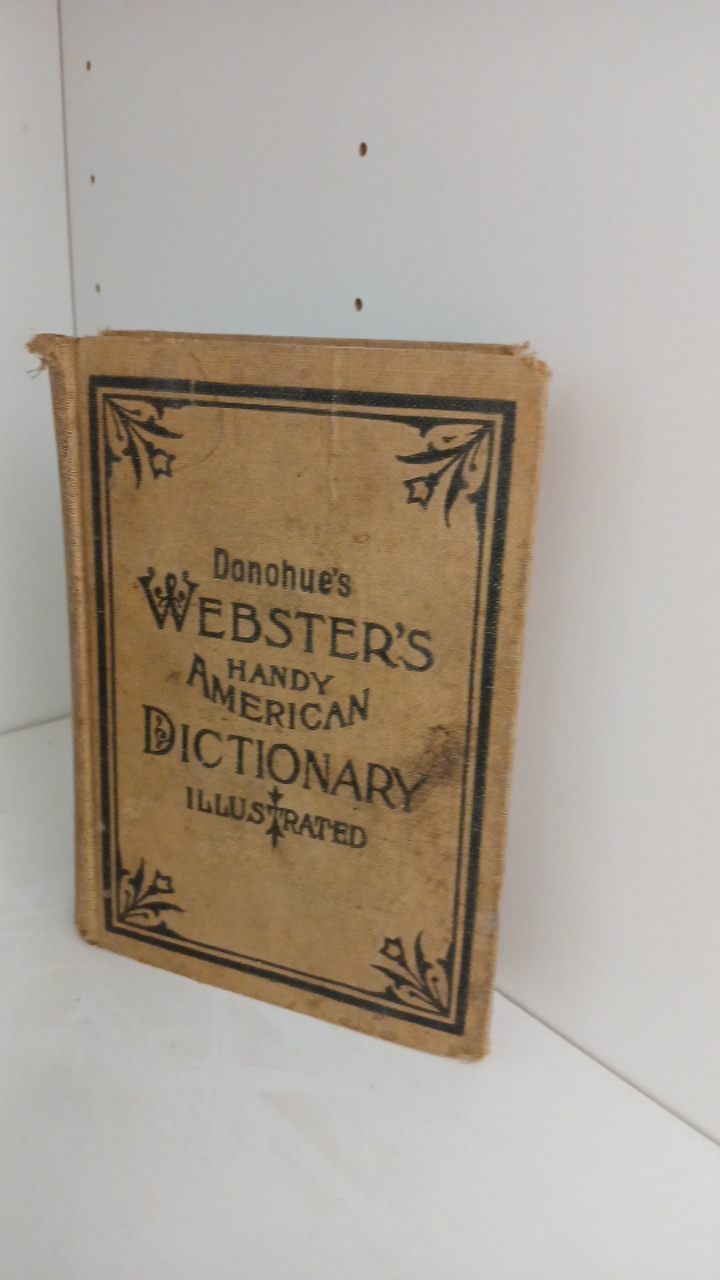 Donohue's
WEBSTER'S
HANDY
AMERICAN
DICTIONARY
ILLUSTRATED